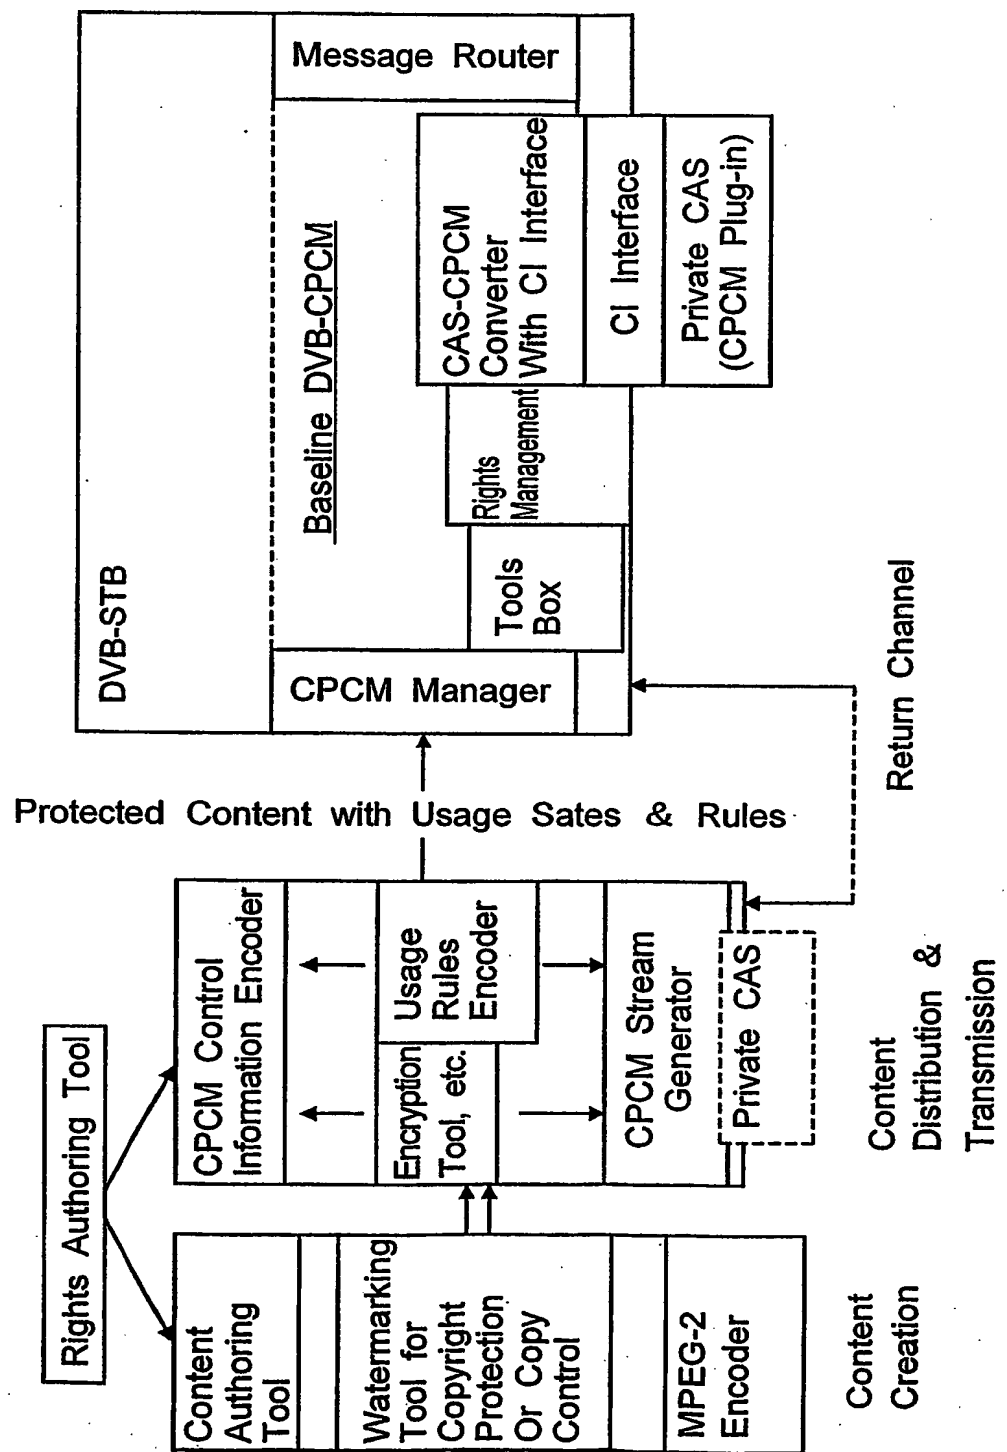 Rights Authoring Tool
Content
Authoring
Tool
Watermarking
Tool for
Copyright
Protection
Or Copy
Control
MPEG-2
Encoder
Content
Creation
CPCM Control
Information Encoder
Encryption
Tool, etc.
Usage
Rules
Encoder
CPCM Stream
Generator
Private CAS
Content
Distribution &
Transmission
Protected Content with Usage Sates & Rules
Return Channel
DVB-STB
CPCM Manager
Baseline DVB-CPCM
Tools
Box
Rights
Management
CAS-CPCM
Converter
With CI Interface
CI Interface
Private CAS
(CPCM Plug-in)
Message Router